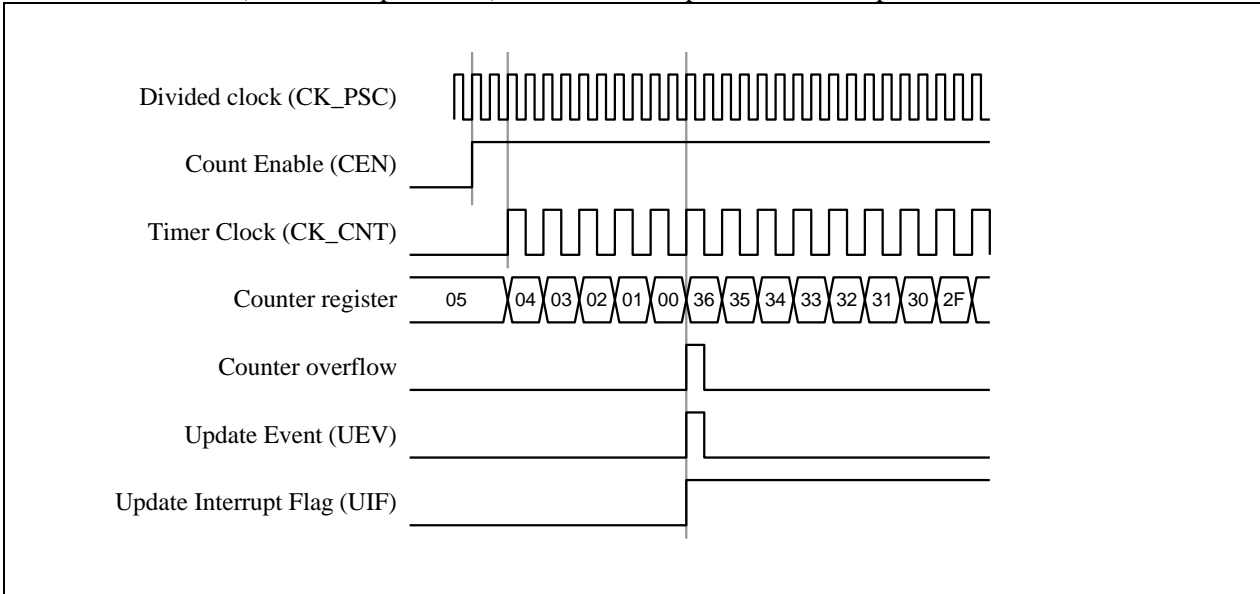 Divided clock (CK_PSC)
Count Enable (CEN)
Timer Clock (CK_CNT)
Counter register 05 04 03 02 01 00 36 35 34 33 32 31 30 2F
Counter overflow
Update Event (UEV)
Update Interrupt Flag (UIF)